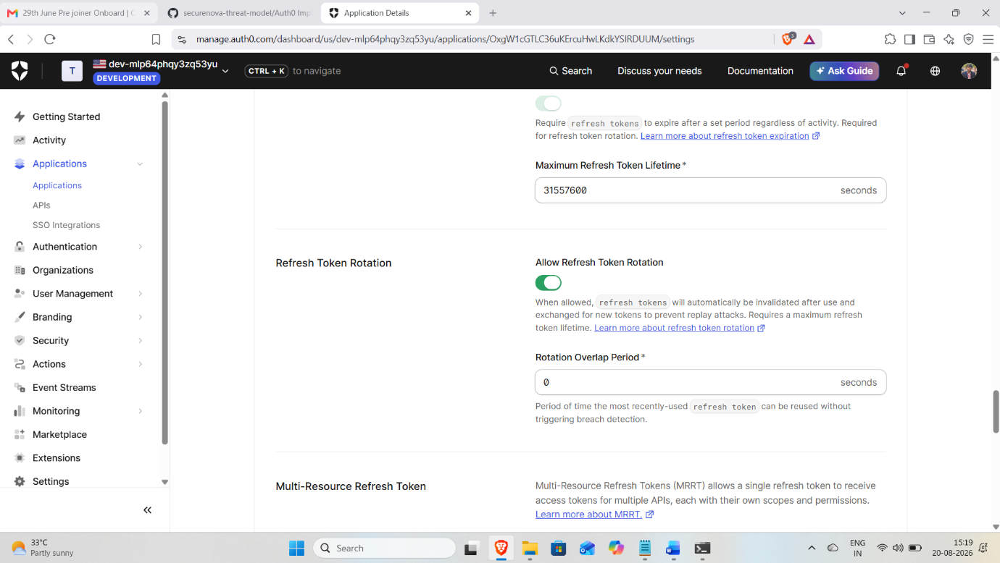 29th June Pre joiner Onboard | C
securenova-threat-model/Auth0 Imp
Application Details
manage.auth0.com/dashboard/us/dev-mlp64phqy3zq53yu/applications/OxgW1cGTLC36uKErcuHwLKdkYSIRDUUM/settings
3
T
dev-mlp64phqy3zq53yu
DEVELOPMENT
CTRL + K to navigate
Search
Discuss your needs
Documentation
Ask Guide
Getting Started
Activity
Applications
Applications
APIs
SSO Integrations
Authentication
Organizations
User Management
Branding
Security
Actions
Event Streams
Monitoring
Marketplace
Extensions
Settings
Require refresh tokens to expire after a set period regardless of activity. Required
for refresh token rotation. Learn more about refresh token expiration
Maximum Refresh Token Lifetime *
31557600 seconds
Refresh Token Rotation
Allow Refresh Token Rotation
When allowed, refresh tokens will automatically be invalidated after use and
exchanged for new tokens to prevent replay attacks. Requires a maximum refresh
token lifetime. Learn more about refresh token rotation
Rotation Overlap Period *
0 seconds
Period of time the most recently-used refresh token can be reused without
triggering breach detection.
Multi-Resource Refresh Token
Multi-Resource Refresh Tokens (MRRT) allows a single refresh token to receive
access tokens for multiple APIs, each with their own scopes and permissions.
Learn more about MRRT.
33°C
Partly sunny
Search
ENG
IN
15:19
20-08-2026